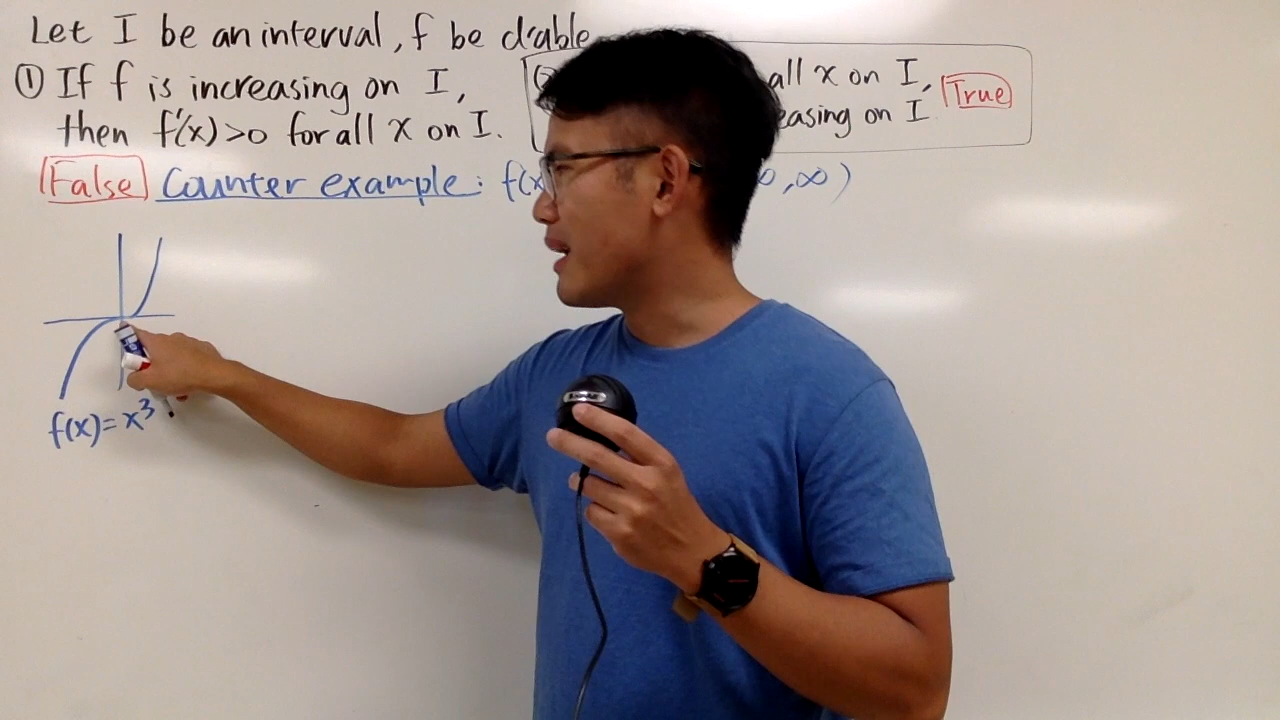 Let I be an interval, f be d'able
① If f is increasing on I,
then f'(x)>0 for all x on I.
all x on I,
easing on I.
True
False Counter example: f(x ,∞)
f(x)=x³